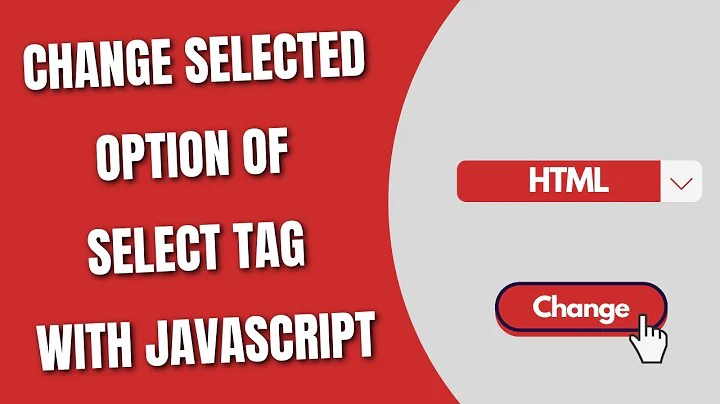 CHANGE SELECTED
OPTION OF
SELECT TAG
WITH JAVASCRIPT
HTML
Change